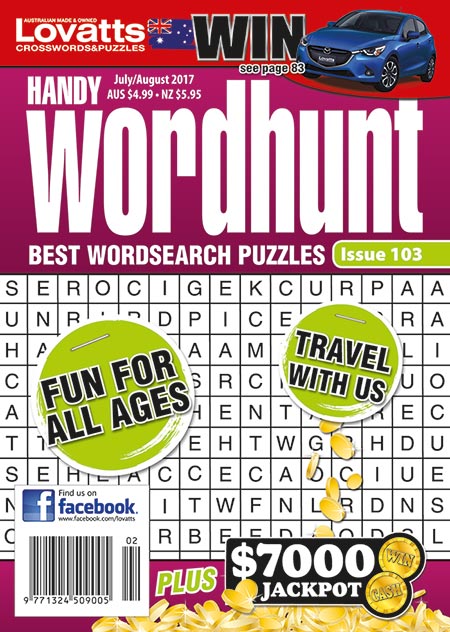 AUSTRALIAN MADE & OWNED
Lovatts
CROSSWORDS&PUZZLES
WIN
see page 83
July/August 2017
AUS $4.99 • NZ $5.95
HANDY
Wordhunt
BEST WORDSEARCH PUZZLES
Issue 103
S E R O C I G E K C U R P A A
FUN FOR
ALL AGES
TRAVEL
WITH US
Find us on
facebook
www.facebook.com/lovatts
02
9 771324 509005
PLUS
$7000
JACKPOT
WIN
CASH